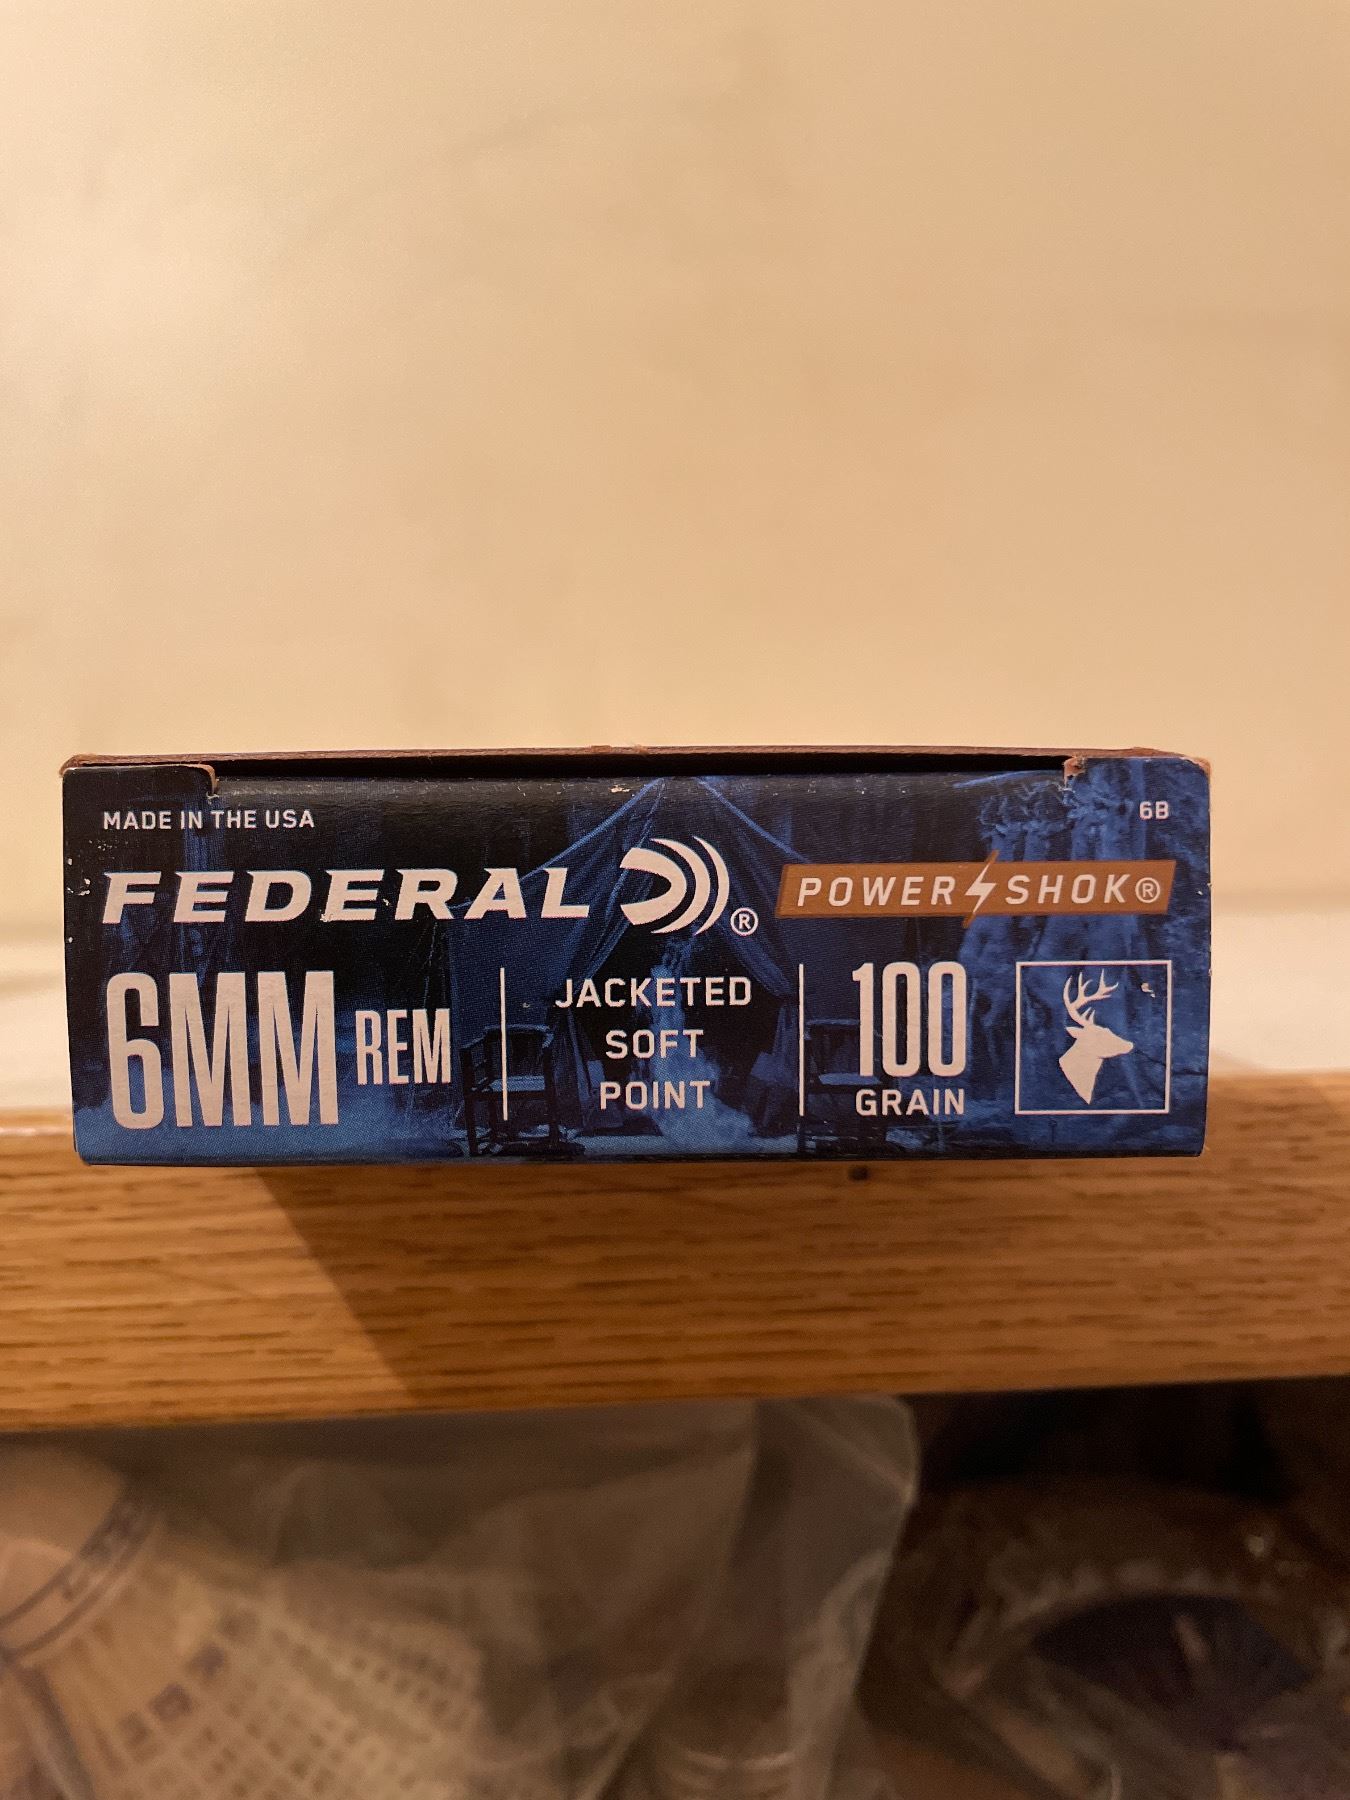 MADE IN THE USA
6B
FEDERAL®
POWER SHOK®
6MM REM
JACKETED
SOFT
POINT
100
GRAIN